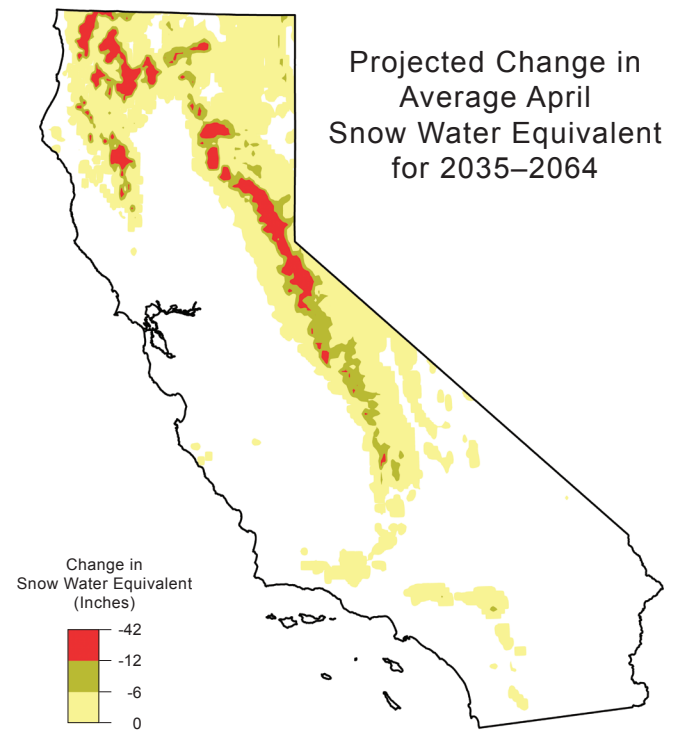 Projected Change in
Average April
Snow Water Equivalent
for 2035–2064
Change in
Snow Water Equivalent
(Inches)
-42
-12
-6
0